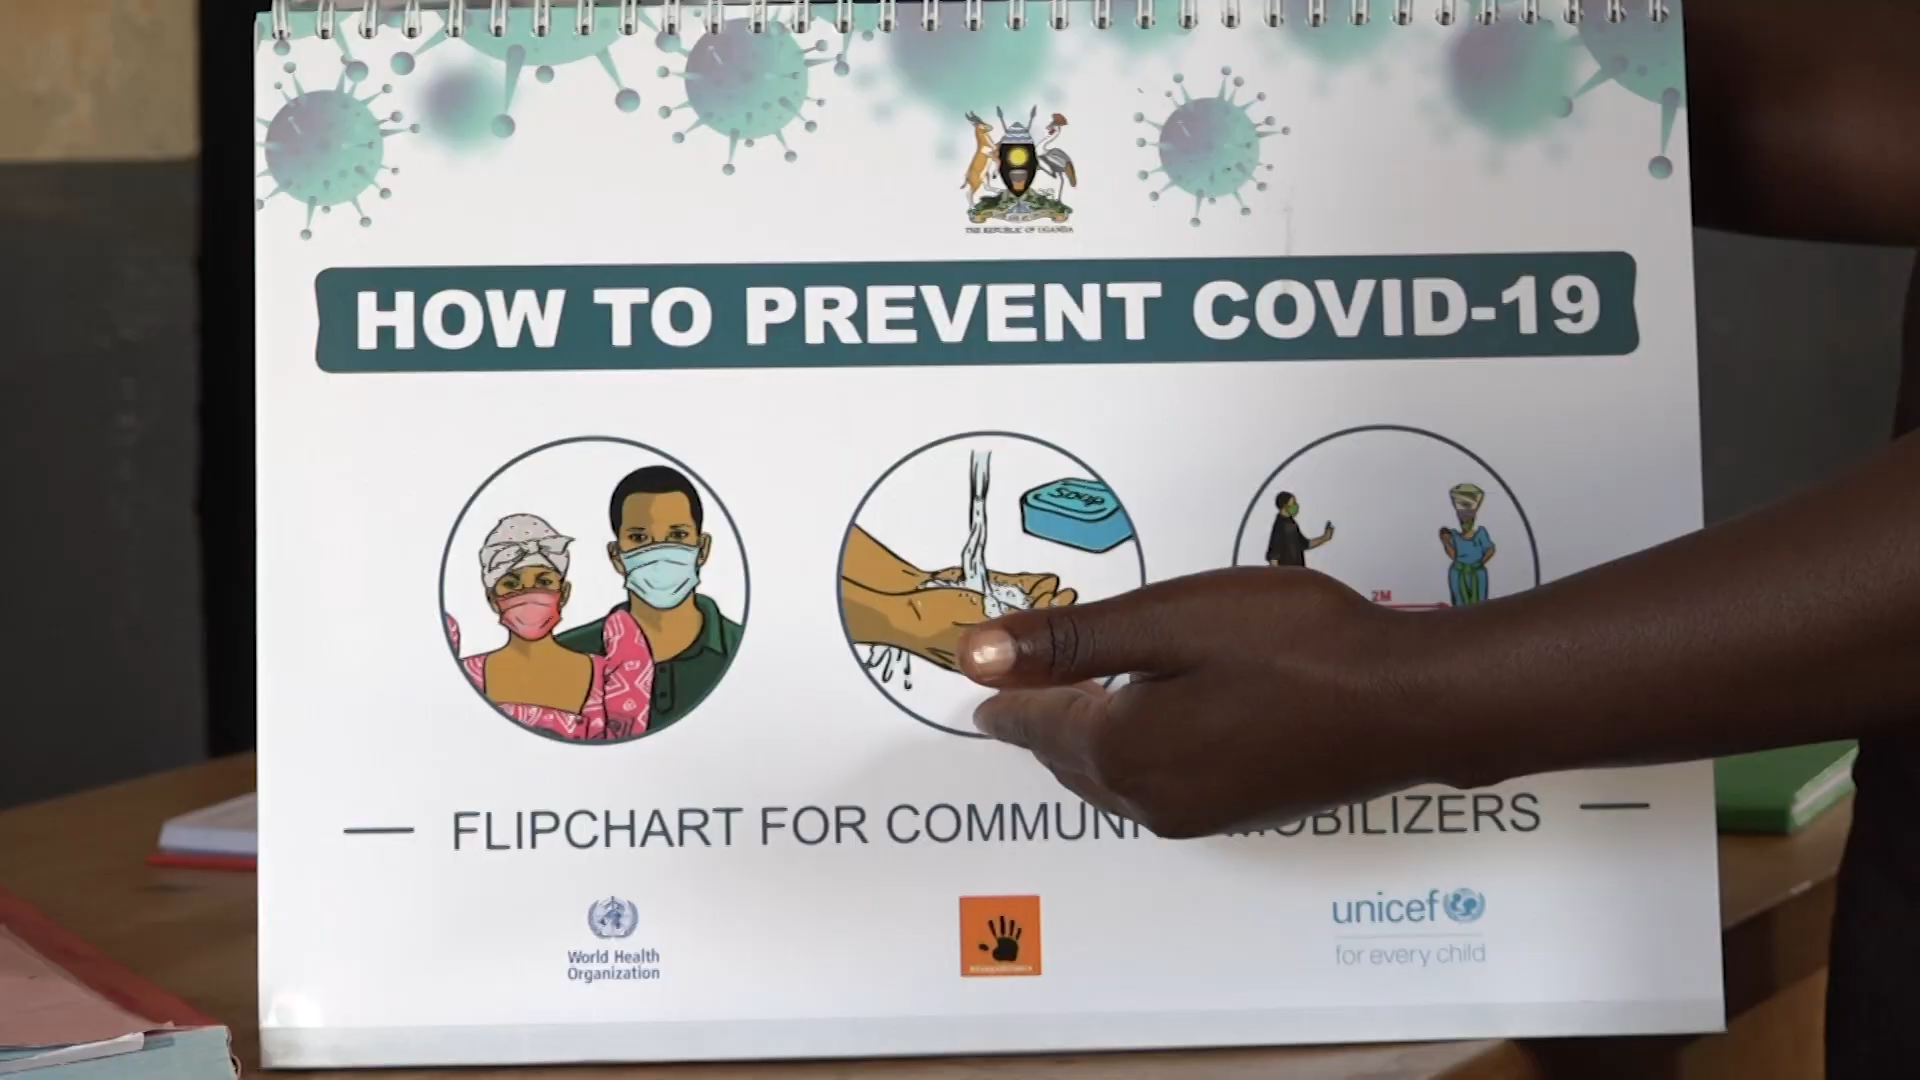 THE REPUBLIC OF UGANDA
HOW TO PREVENT COVID-19
Soap
2M
FLIPCHART FOR COMMUNI MOBILIZERS
World Health
Organization
unicef
for every child